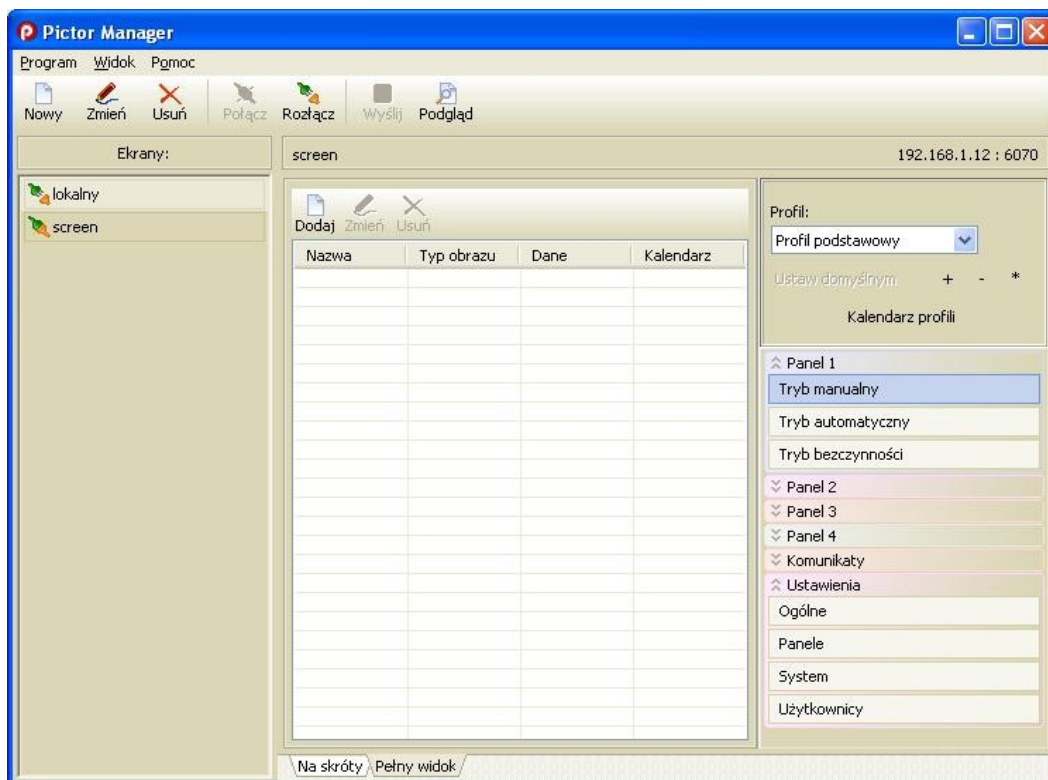 Pictor Manager
Program Widok Pomoc
Nowy Zmień Usuń Połącz Rozłącz Wyślij Podgląd
Ekrany:
screen 192.168.1.12 : 6070
lokalny
screen
Dodaj Zmień Usuń
Nazwa Typ obrazu Dane Kalendarz
Profil:
Profil podstawowy
Ustaw domyślnym + - *
Kalendarz profili
Panel 1
Tryb manualny
Tryb automatyczny
Tryb bezczynności
Panel 2
Panel 3
Panel 4
Komunikaty
Ustawienia
Ogólne
Panele
System
Użytkownicy
Na skróty Pełny widok